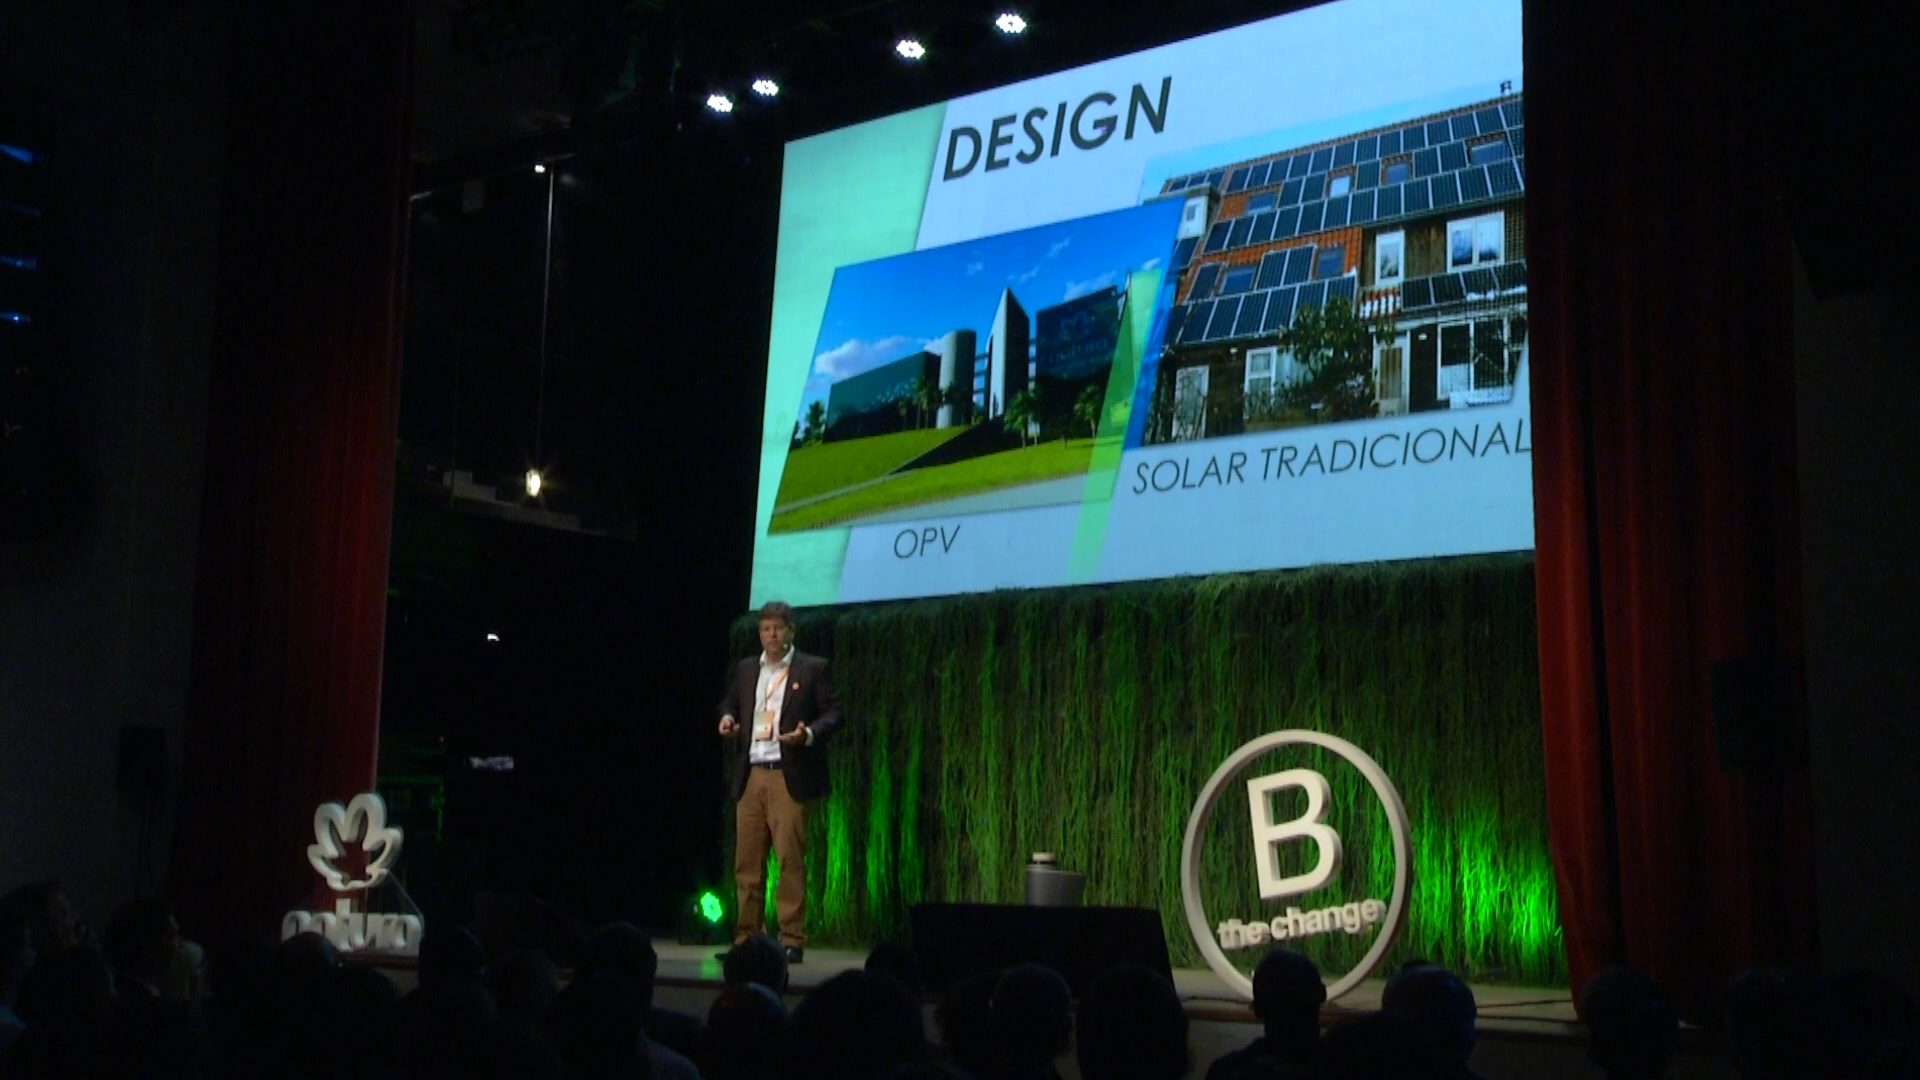 DESIGN
SOLAR TRADICIONAL
OPV
natura
B
the change